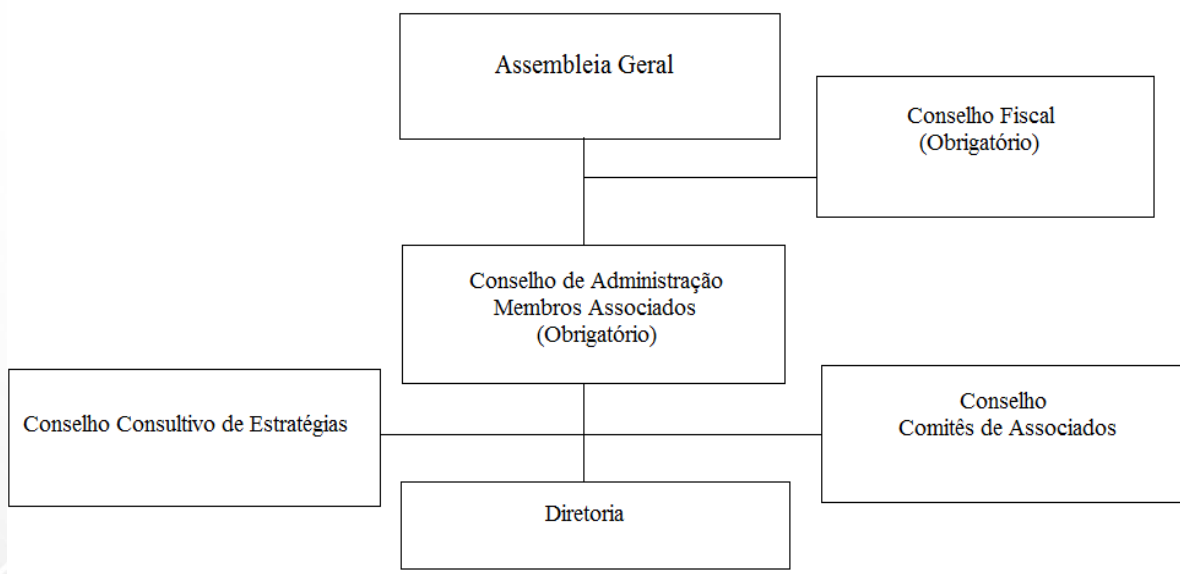 Assembleia Geral
Conselho Fiscal
(Obrigatório)
Conselho de Administração
Membros Associados
(Obrigatório)
Conselho Consultivo de Estratégias
Conselho
Comitês de Associados
Diretoria